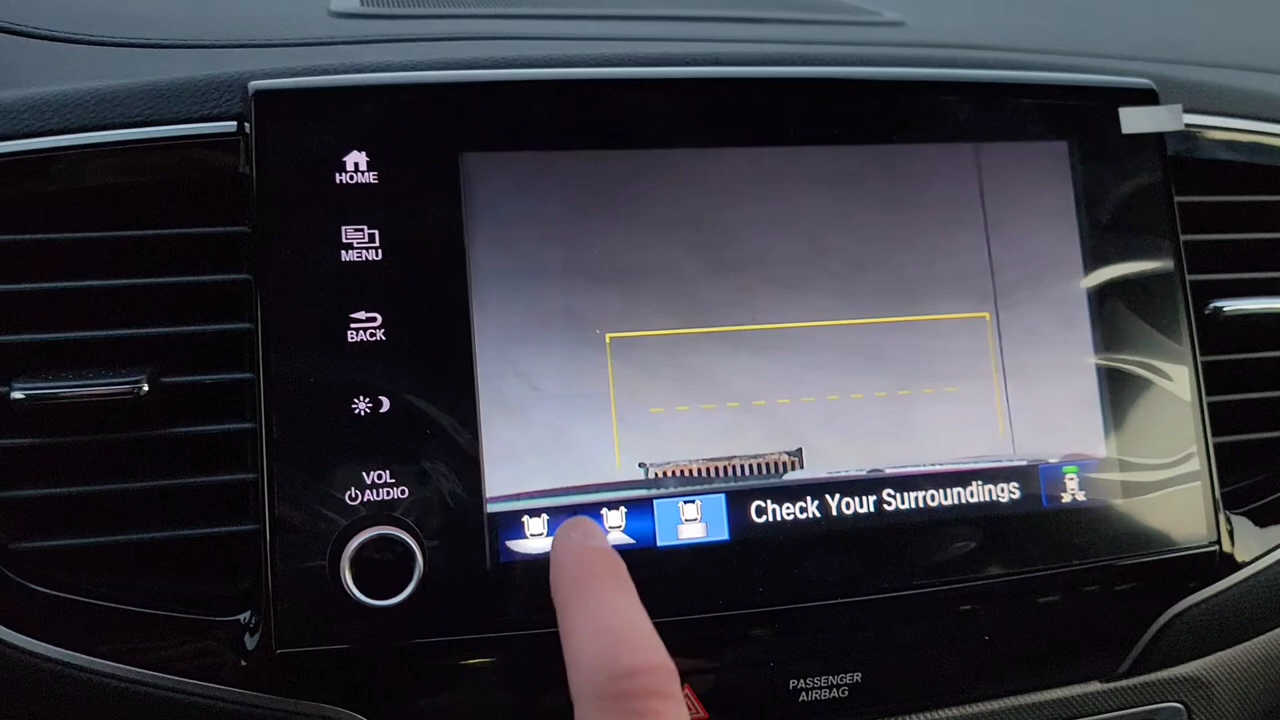 HOME
MENU
BACK
VOL
AUDIO
Check Your Surroundings
PASSENGER
AIRBAG